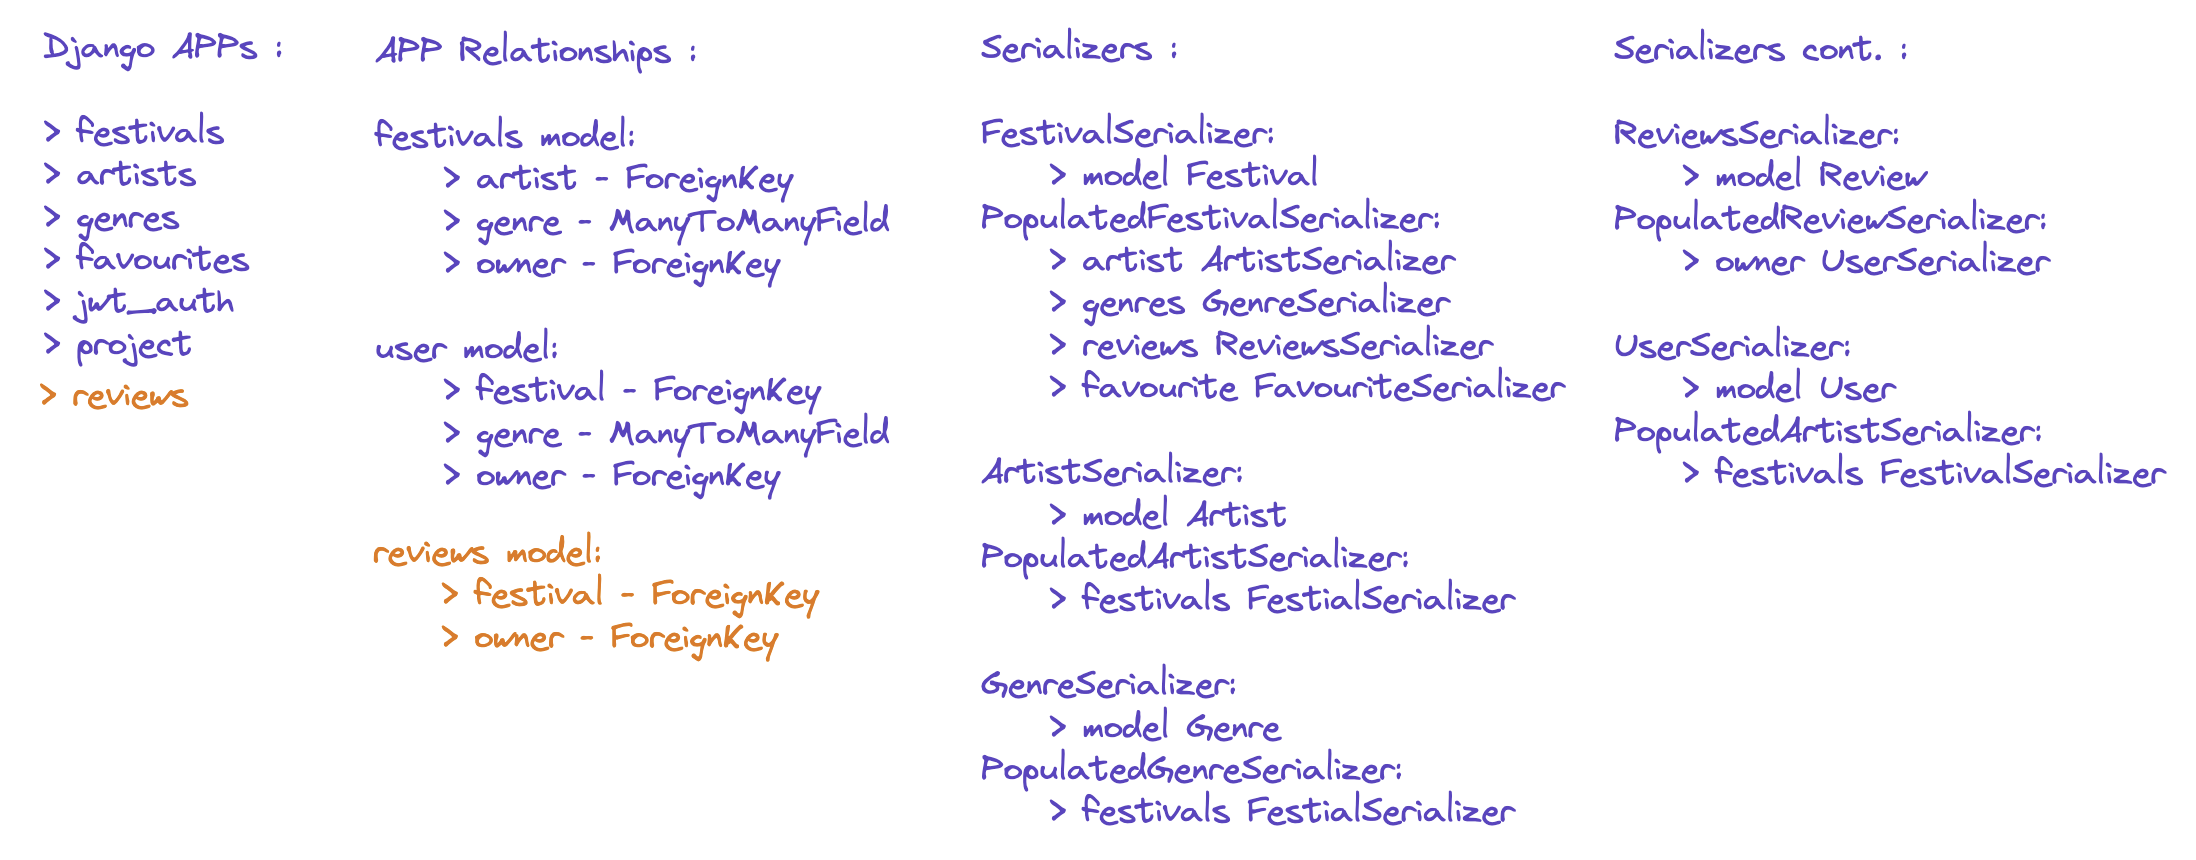 Django APPs :
> festivals
> artists
> genres
> favourites
> jwt_auth
> project
> reviews
APP Relationships :
festivals model:
> artist - ForeignKey
> genre - ManyToManyField
> owner - ForeignKey
user model:
> festival - ForeignKey
> genre - ManyToManyField
> owner - ForeignKey
reviews model:
> festival - ForeignKey
> owner - ForeignKey
Serializers :
FestivalSerializer:
> model Festival
PopulatedFestivalSerializer:
> artist ArtistSerializer
> genres GenreSerializer
> reviews ReviewsSerializer
> favourite FavouriteSerializer
ArtistSerializer:
> model Artist
PopulatedArtistSerializer:
> festivals FestialSerializer
GenreSerializer:
> model Genre
PopulatedGenreSerializer:
> festivals FestialSerializer
Serializers cont. :
ReviewsSerializer:
> model Review
PopulatedReviewSerializer:
> owner UserSerializer
UserSerializer:
> model User
PopulatedArtistSerializer:
> festivals FestivalSerializer